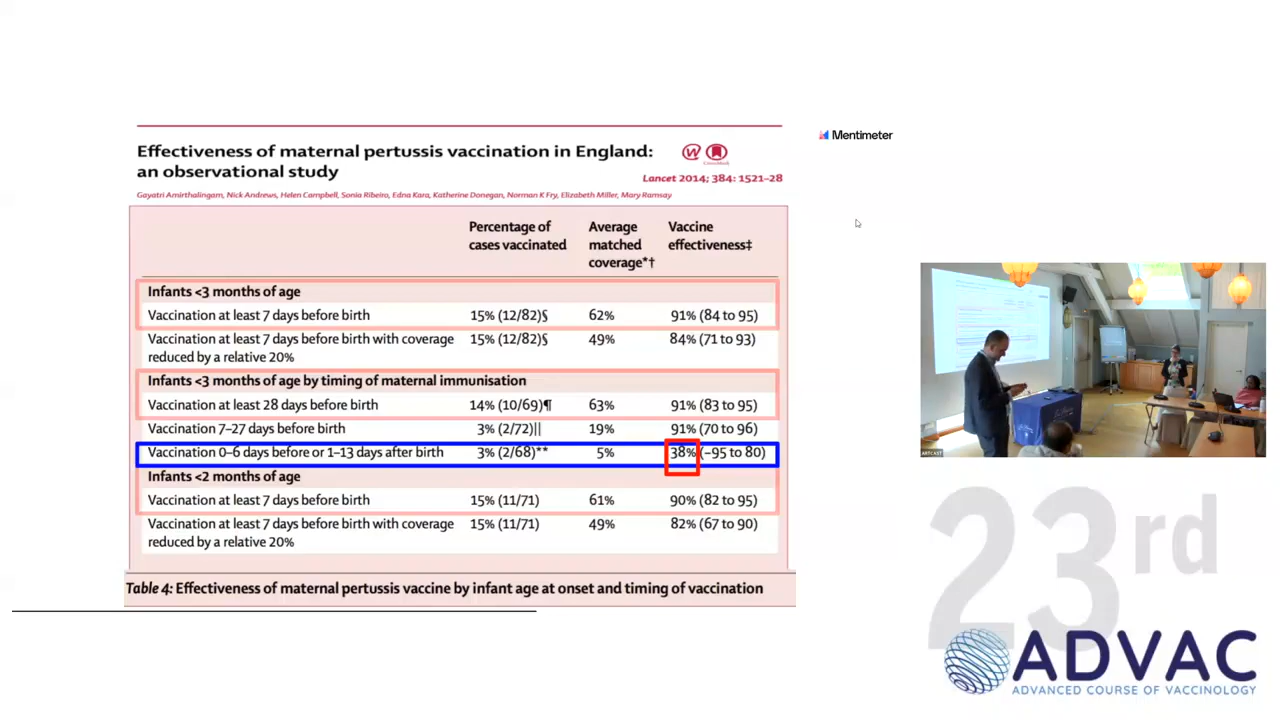 Mentimeter
Effectiveness of maternal pertussis vaccination in England:
an observational study
Lancet 2014; 384: 1521–28
Gayatri Amirthalingam, Nick Andrews, Helen Campbell, Sonia Ribeiro, Edna Kara, Katherine Donegan, Norman K Fry, Elizabeth Miller, Mary Ramsay
Percentage of cases vaccinated
Average matched coverage*†
Vaccine effectiveness‡
Infants <3 months of age
Vaccination at least 7 days before birth 15% (12/82)§ 62% 91% (84 to 95)
Vaccination at least 7 days before birth with coverage 15% (12/82)§ 49% 84% (71 to 93)
reduced by a relative 20%
Infants <3 months of age by timing of maternal immunisation
Vaccination at least 28 days before birth 14% (10/69)¶ 63% 91% (83 to 95)
Vaccination 7–27 days before birth 3% (2/72)|| 19% 91% (70 to 96)
Vaccination 0–6 days before or 1–13 days after birth 3% (2/68)** 5% 38% (–95 to 80)
Infants <2 months of age
Vaccination at least 7 days before birth 15% (11/71) 61% 90% (82 to 95)
Vaccination at least 7 days before birth with coverage 15% (11/71) 49% 82% (67 to 90)
reduced by a relative 20%
Table 4: Effectiveness of maternal pertussis vaccine by infant age at onset and timing of vaccination
23rd
ADVAC
ADVANCED COURSE OF VACCINOLOGY